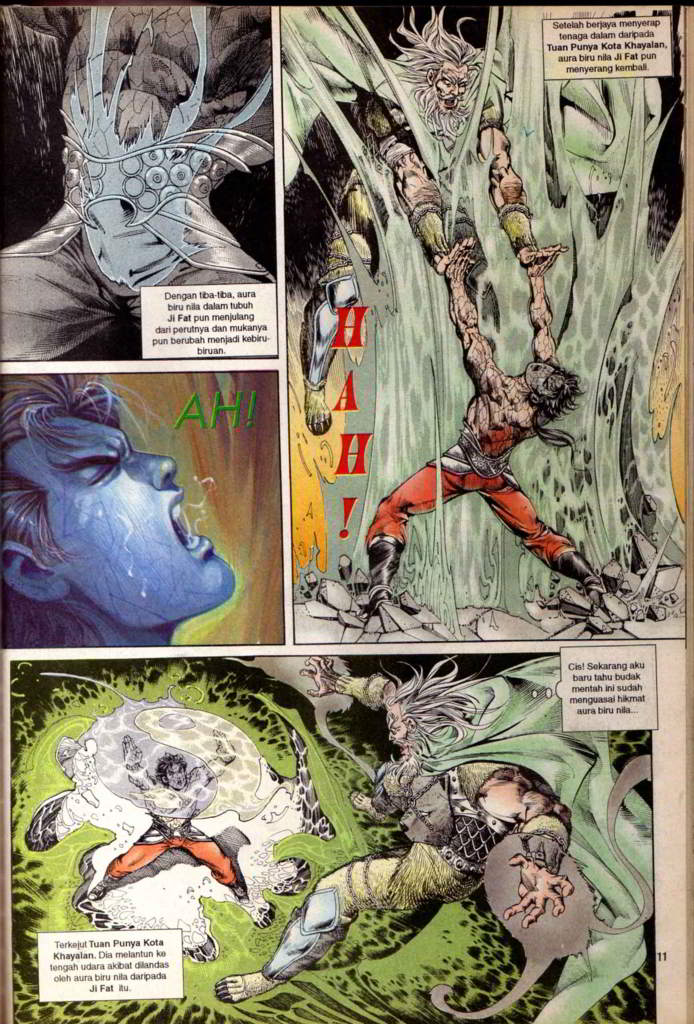 Dengan tiba-tiba, aura
biru nila dalam tubuh
Ji Fat pun menjulang
dari perutnya dan mukanya
pun berubah menjadi kebiru-
biruan.
AH!
Setelah berjaya menyerap
tenaga dalam daripada
Tuan Punya Kota Khayalan,
aura biru nila Ji Fat pun
menyerang kembali.
HAH!
Cis! Sekarang aku
baru tahu budak
mentah ini sudah
menguasai hikmat
aura biru nila...
Terkejut Tuan Punya Kota
Khayalan. Dia melantun ke
tengah udara akibat dilandas
oleh aura biru nila daripada
Ji Fat itu.
11